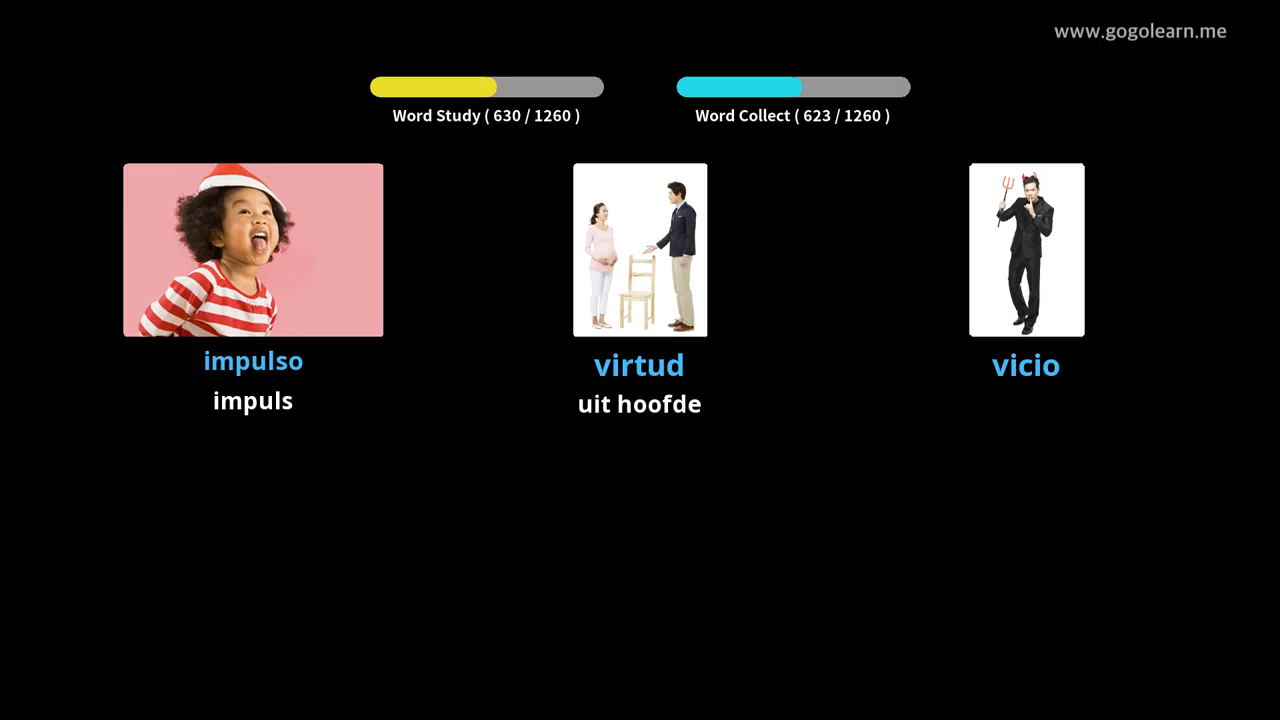 www.gogolearn.me
Word Study ( 630 / 1260 )
Word Collect ( 623 / 1260 )
impulso
virtud
vicio
impuls
uit hoofde